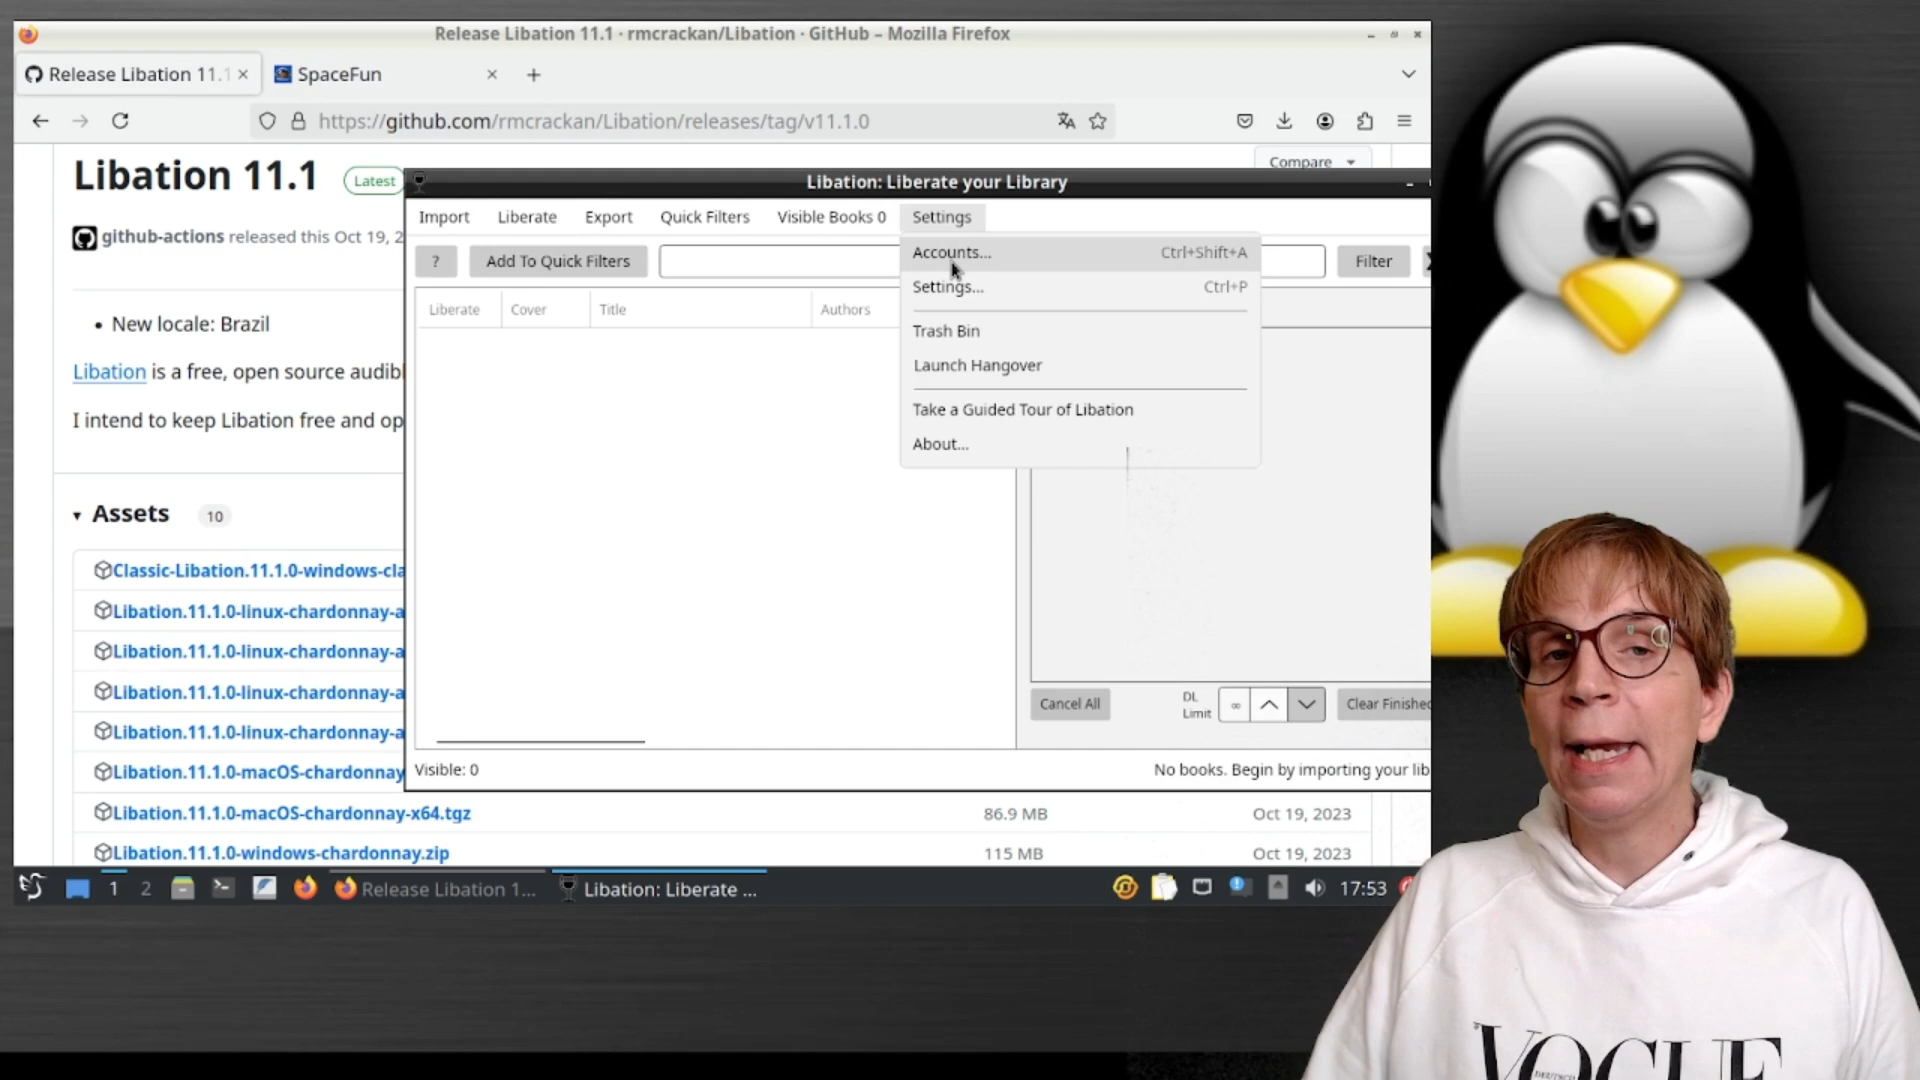 Release Libation 11.1 · rmcrackan/Libation · GitHub – Mozilla Firefox
Release Libation 11.1
SpaceFun
https://github.com/rmcrackan/Libation/releases/tag/v11.1.0
Libation 11.1
Latest
Compare
github-actions released this Oct 19, 2
New locale: Brazil
Libation is a free, open source audibl
I intend to keep Libation free and op
Assets 10
Classic-Libation.11.1.0-windows-cla
Libation.11.1.0-linux-chardonnay-a
Libation.11.1.0-linux-chardonnay-a
Libation.11.1.0-linux-chardonnay-a
Libation.11.1.0-linux-chardonnay-a
Libation.11.1.0-macOS-chardonnay
Libation.11.1.0-macOS-chardonnay-x64.tgz 86.9 MB Oct 19, 2023
Libation.11.1.0-windows-chardonnay.zip 115 MB Oct 19, 2023
Libation: Liberate your Library
Import Liberate Export Quick Filters Visible Books 0 Settings
? Add To Quick Filters Filter
Liberate Cover Title Authors
Accounts... Ctrl+Shift+A
Settings... Ctrl+P
Trash Bin
Launch Hangover
Take a Guided Tour of Libation
About...
Cancel All
DL
Limit
∞
Clear Finished
Visible: 0
No books. Begin by importing your lib
1 2 Release Libation 1... Libation: Liberate ... 17:53
VOGUE
DEUTSCH